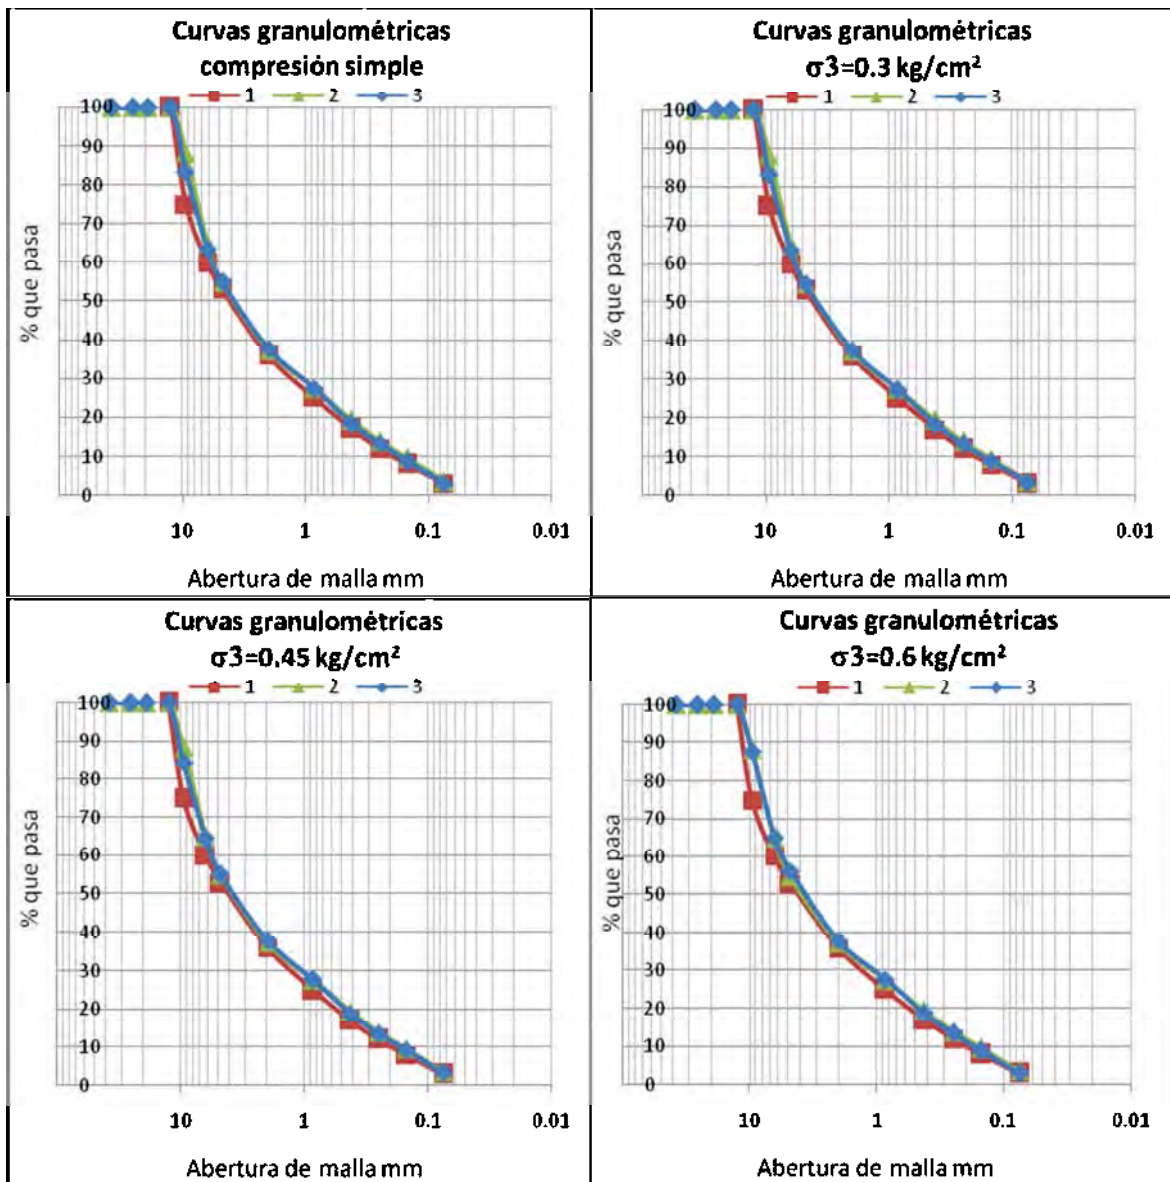 Curvas granulométricas
compresión simple
1 2 3
100
90
80
70
60
50
40
30
20
10
0
% que pasa
10 1 0.1 0.01
Abertura de malla mm
Curvas granulométricas
σ3=0.3 kg/cm²
1 2 3
100
90
80
70
60
50
40
30
20
10
0
% que pasa
10 1 0.1 0.01
Abertura de malla mm
Curvas granulométricas
σ3=0.45 kg/cm²
1 2 3
100
90
80
70
60
50
40
30
20
10
0
% que pasa
10 1 0.1 0.01
Abertura de malla mm
Curvas granulométricas
σ3=0.6 kg/cm²
1 2 3
100
90
80
70
60
50
40
30
20
10
0
% que pasa
10 1 0.1 0.01
Abertura de malla mm